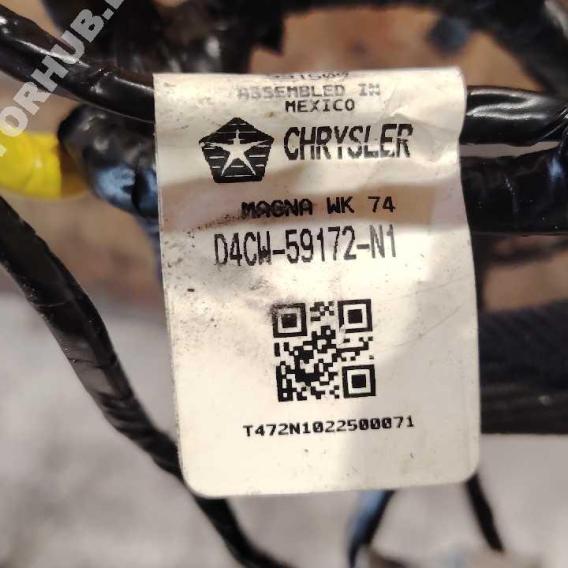 ASSEMBLED IN
MEXICO
CHRYSLER
MAGNA WK 74
D4CW-59172-N1
T472N1022500071